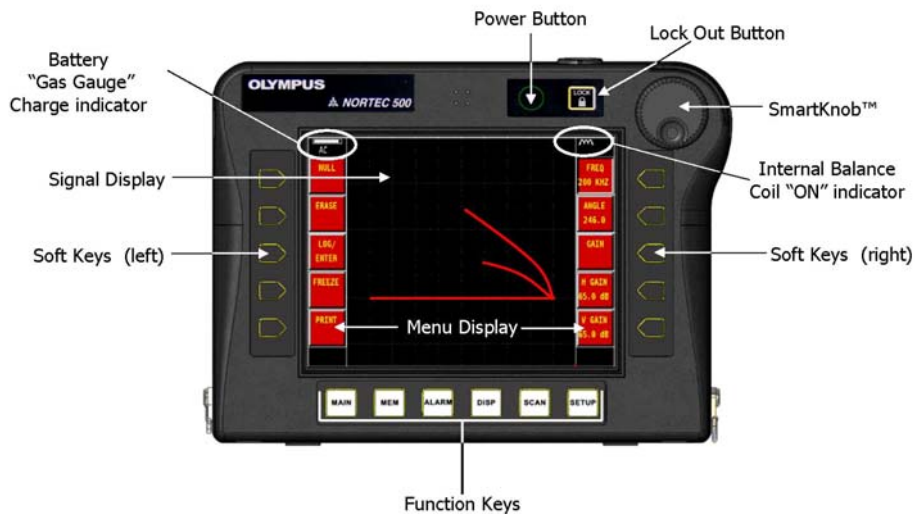 Power Button
Lock Out Button
Battery
“Gas Gauge”
Charge indicator
OLYMPUS
NORTEC 500
LOCK
SmartKnob™
AC
Signal Display
Internal Balance
Coil “ON” indicator
NULL
FREQ
200 KHZ
ERASE
ANGLE
246.0
Soft Keys (left)
LOG/
ENTER
GAIN
Soft Keys (right)
FREEZE
H GAIN
65.0 dB
PRINT
Menu Display
V GAIN
65.0 dB
MAIN
MEM
ALARM
DISP
SCAN
SETUP
Function Keys